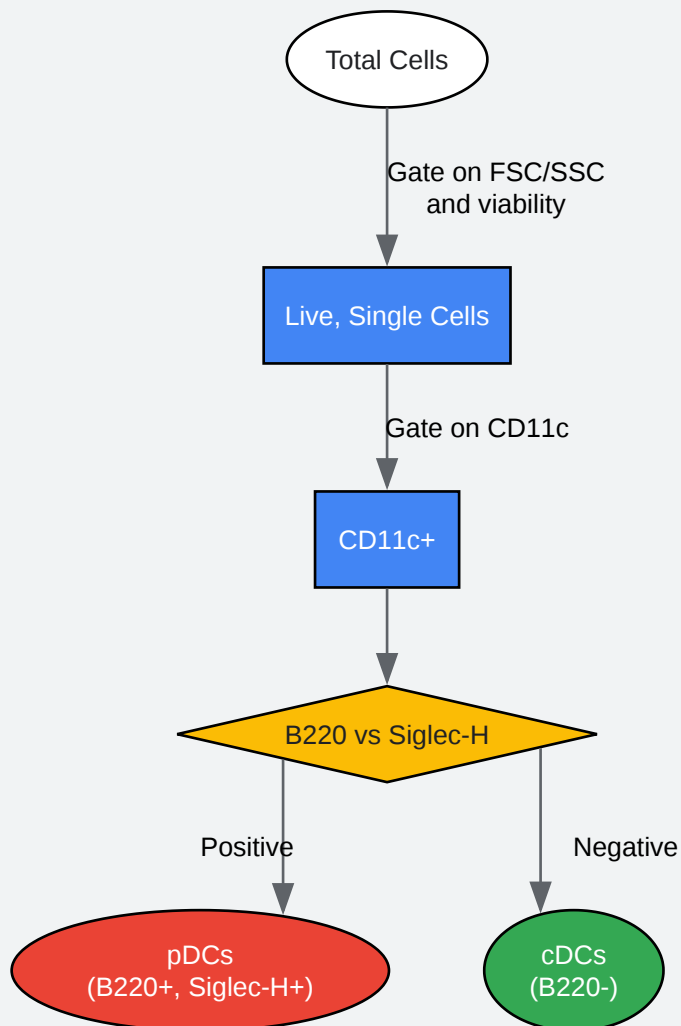 Total Cells
Gate on FSC/SSC
and viability
Live, Single Cells
Gate on CD11c
CD11c+
B220 vs Siglec-H
Positive
Negative
pDCs
(B220+, Siglec-H+)
cDCs
(B220-)